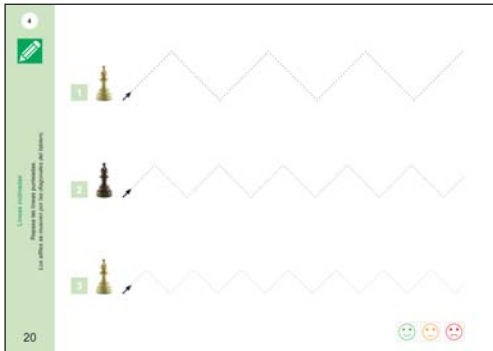 4
Líneas inclinadas
Repasa las líneas punteadas.
Los alfiles se mueven por las diagonales del tablero.
1
2
3
20